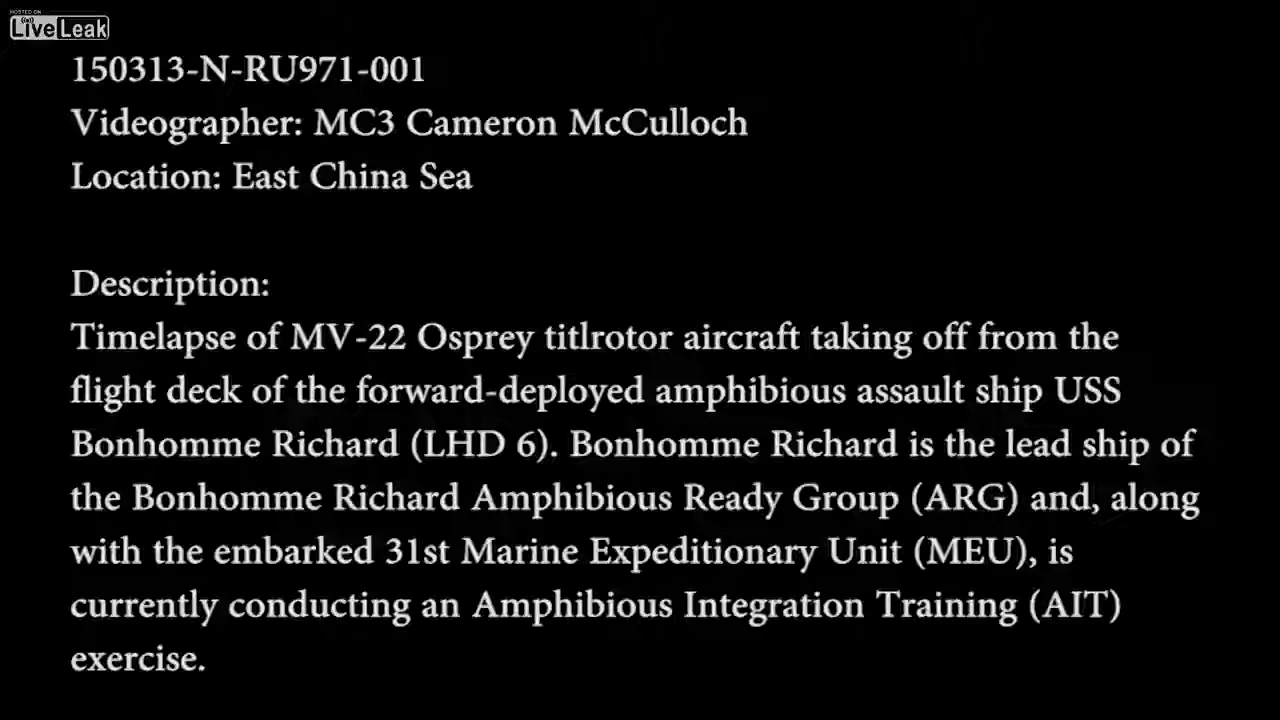 HOSTED ON
LiveLeak
150313-N-RU971-001
Videographer: MC3 Cameron McCulloch
Location: East China Sea
Description:
Timelapse of MV-22 Osprey titlrotor aircraft taking off from the
flight deck of the forward-deployed amphibious assault ship USS
Bonhomme Richard (LHD 6). Bonhomme Richard is the lead ship of
the Bonhomme Richard Amphibious Ready Group (ARG) and, along
with the embarked 31st Marine Expeditionary Unit (MEU), is
currently conducting an Amphibious Integration Training (AIT)
exercise.